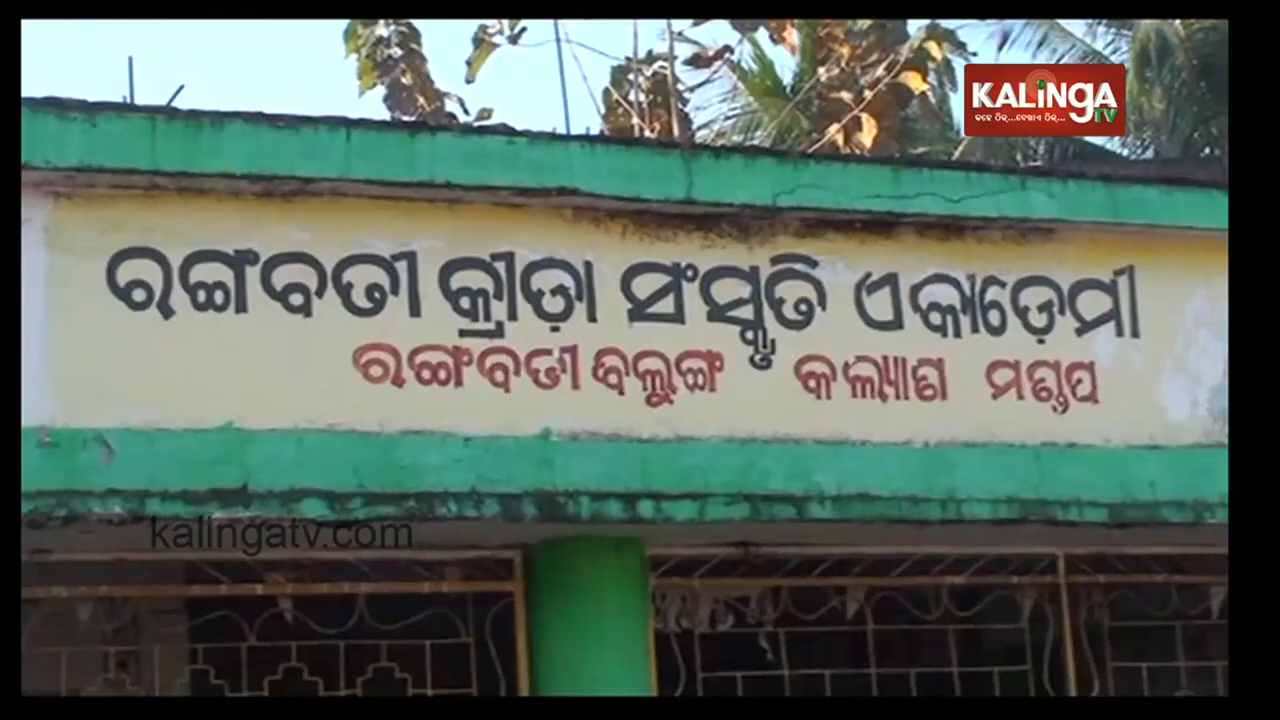 KALiNGA TV
କହେ ଠିକ୍...ଦେଖାଏ ଠିକ୍...
ରଙ୍ଗବତୀ କ୍ରୀଡ଼ା ସଂସ୍କୃତି ଏକାଡ଼େମୀ
ରଙ୍ଗବତୀ ବଲୁଙ୍ଗ କଲ୍ୟାଣ ମଣ୍ଡପ
kalingatv.com